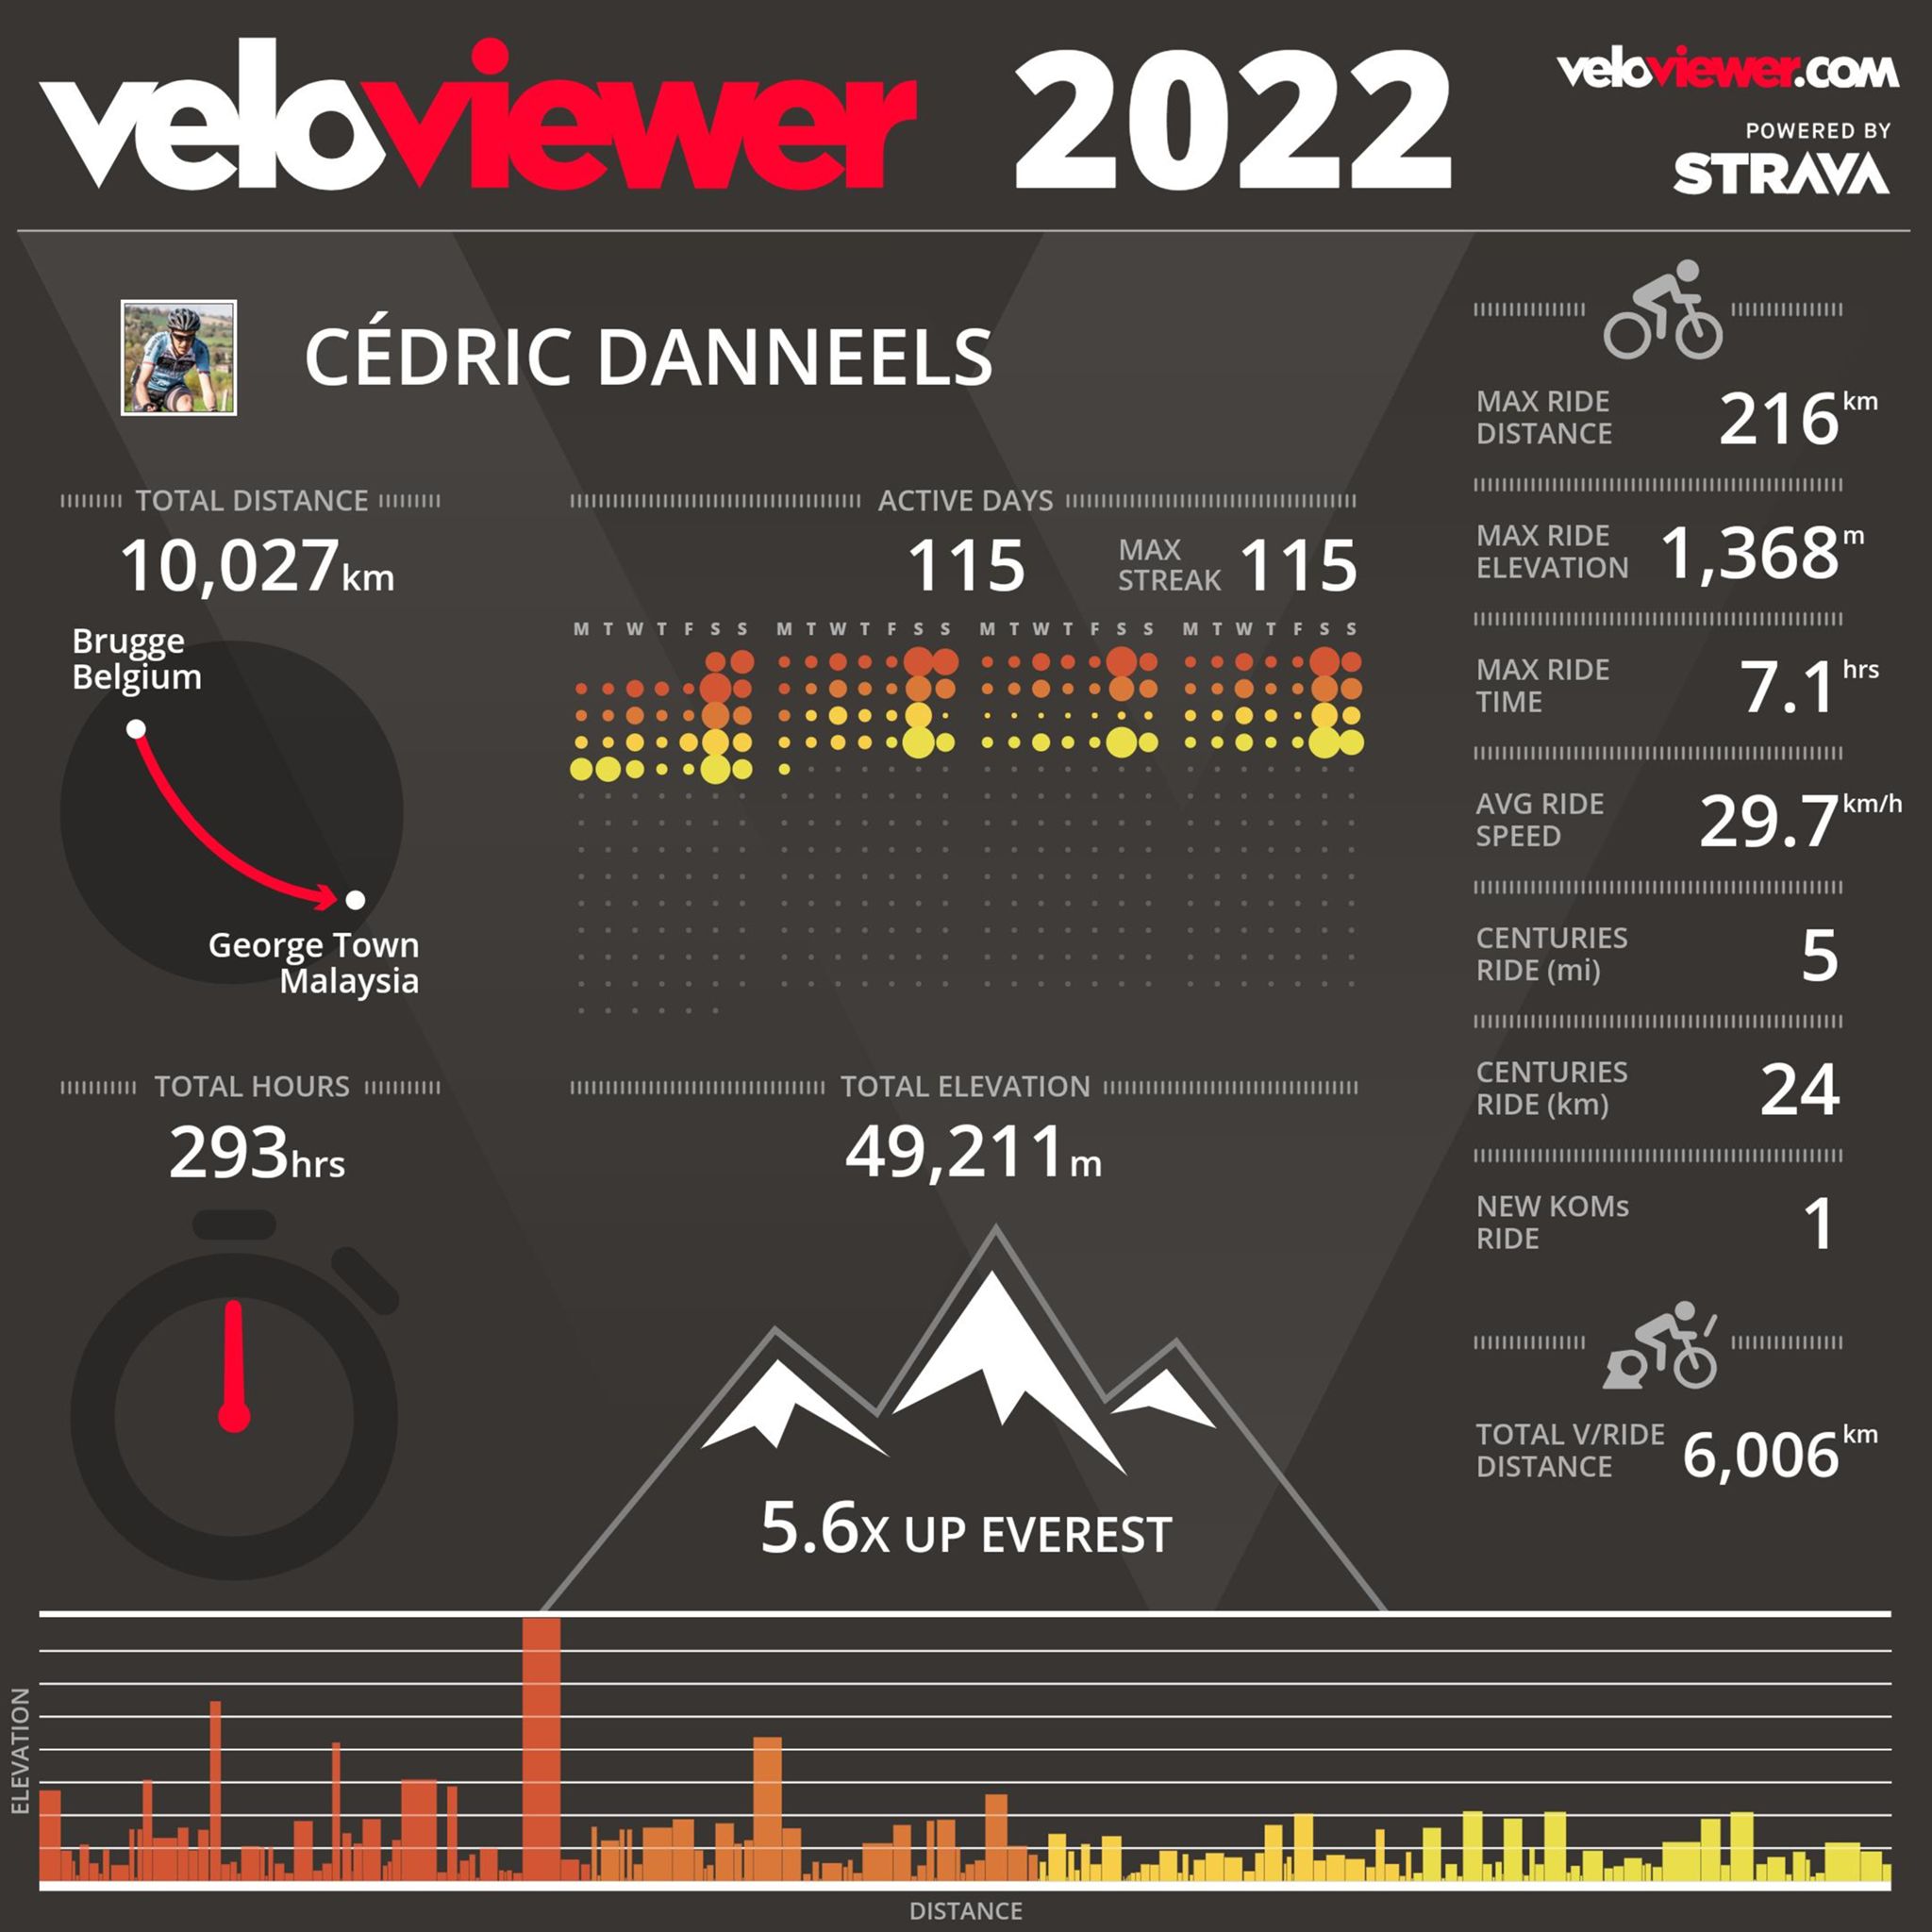 veloviewer 2022
veloviewer.com
POWERED BY
STRAVA
CÉDRIC DANNEELS
TOTAL DISTANCE
10,027km
Brugge
Belgium
George Town
Malaysia
ACTIVE DAYS
115 MAX STREAK 115
M T W T F S S M T W T F S S M T W T F S S M T W T F S S
TOTAL HOURS
293hrs
TOTAL ELEVATION
49,211m
5.6X UP EVEREST
MAX RIDE
DISTANCE
216km
MAX RIDE
ELEVATION
1,368m
MAX RIDE
TIME
7.1hrs
AVG RIDE
SPEED
29.7km/h
CENTURIES
RIDE (mi)
5
CENTURIES
RIDE (km)
24
NEW KOMs
RIDE
1
TOTAL V/RIDE
DISTANCE
6,006km
ELEVATION
DISTANCE